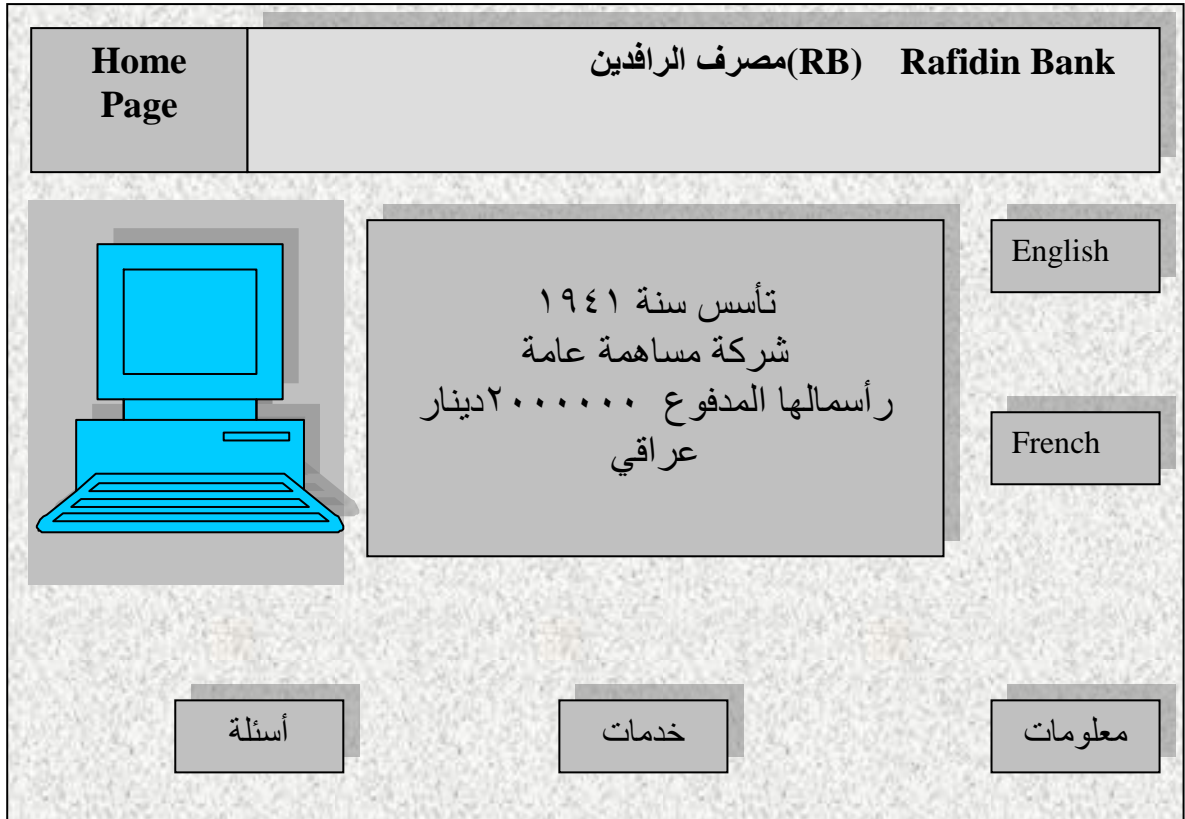 Home
Page
مصرف الرافدين(RB) Rafidin Bank
English
تأسس سنة ١٩٤١
شركة مساهمة عامة
رأسمالها المدفوع ٢٠٠٠٠٠٠دينار
عراقي
French
معلومات
خدمات
أسئلة